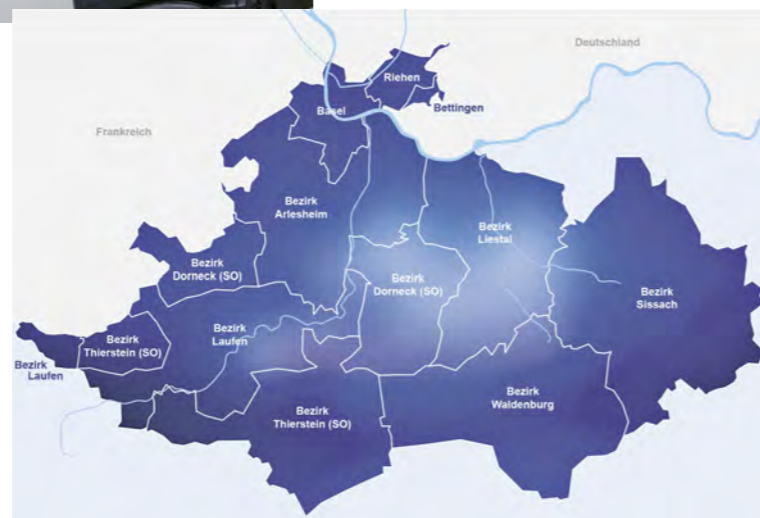 Deutschland
Riehen
Basel
Bettingen
Frankreich
Bezirk
Arlesheim
Bezirk
Liestal
Bezirk
Dorneck (SO)
Bezirk
Dorneck (SO)
Bezirk
Sissach
Bezirk
Laufen
Bezirk
Thierstein (SO)
Bezirk
Laufen
Bezirk
Waldenburg
Bezirk
Thierstein (SO)